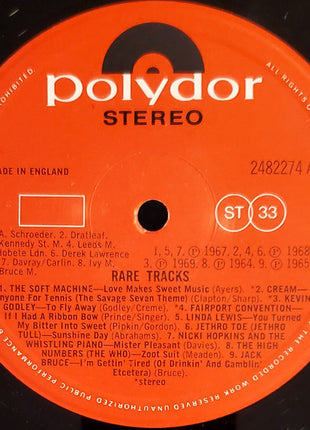 PROHIBITED.
ALL RIGHTS OF
polydor
STEREO
MADE IN ENGLAND
2482274 A
ST 33
A. Schroeder. 2. Dratleaf.
Kennedy St. M. 4. Leeds M.
Nobele Ldn. 6. Derek Lawrence
7. Davray/Carlin. 8. Ivy M.
Bruce M.
1, 5, 7. Ⓟ 1967. 2, 4, 6. Ⓟ 1968
3. Ⓟ 1969. 8. Ⓟ 1964. 9. Ⓟ 1965
RARE TRACKS
1. THE SOFT MACHINE—Love Makes Sweet Music (Ayers). 2. CREAM—
Anyone For Tennis (The Savage Seven Theme) (Clapton/Sharp). 3. KEVIN
GODLEY—To Fly Away (Godley/Creme). *4. FAIRPORT CONVENTION—
If I Had A Ribbon Bow (Prince/Singer). 5. LINDA LEWIS—You Turned
My Bitter Into Sweet (Pipkin/Gordon). 6. JETHRO TOE (JETHRO
TULL)—Sunshine Day (Abrahams). 7. NICKI HOPKINS AND THE
WHISTLING PIANO—Mister Pleasant (Davies). 8. THE HIGH
NUMBERS (THE WHO)—Zoot Suit (Meaden). 9. JACK
BRUCE—I'm Gettin' Tired (Of Drinkin' And Gamblin'
Etcetera) (Bruce).
*stereo
THE RECORDED WORK
UNAUTHORIZED PUBLIC PERFORMANCE